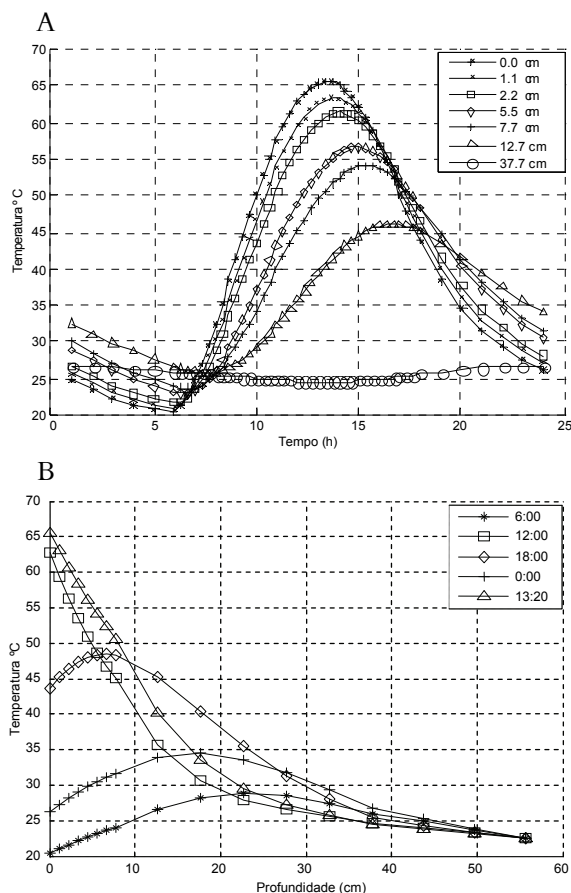 A
70
65
60
55
50
45
40
35
30
25
20
Temperatura º C
0.0 cm
1.1 cm
2.2 cm
5.5 cm
7.7 cm
12.7 cm
37.7 cm
0 5 10 15 20 25
Tempo (h)
B
70
65
60
55
50
45
40
35
30
25
20
Temperatura ºC
6:00
12:00
18:00
0:00
13:20
0 10 20 30 40 50 60
Profundidade (cm)